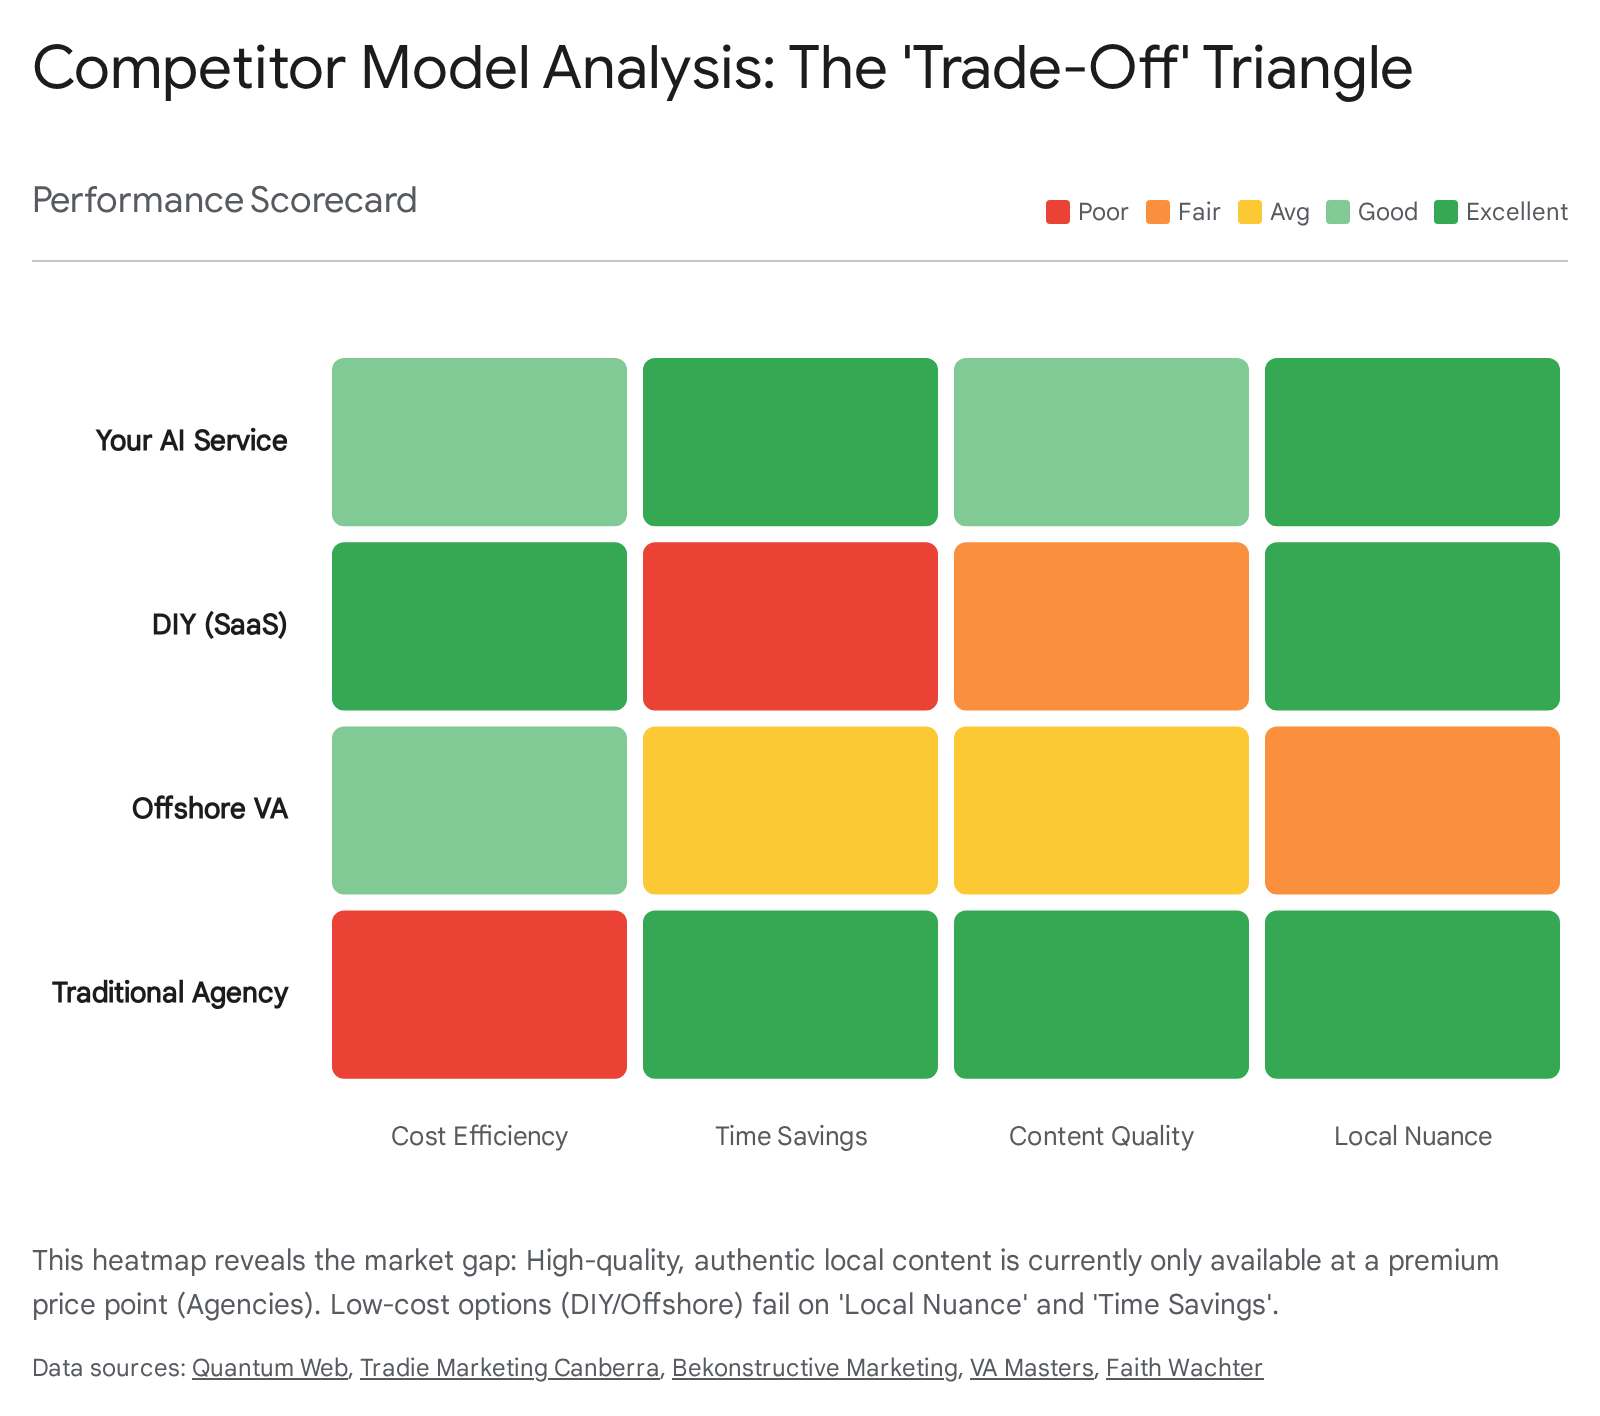 Competitor Model Analysis: The 'Trade-Off' Triangle
Performance Scorecard
Poor Fair Avg Good Excellent
Your AI Service
DIY (SaaS)
Offshore VA
Traditional Agency
Cost Efficiency Time Savings Content Quality Local Nuance
This heatmap reveals the market gap: High-quality, authentic local content is currently only available at a premium
price point (Agencies). Low-cost options (DIY/Offshore) fail on 'Local Nuance' and 'Time Savings'.
Data sources: Quantum Web, Tradie Marketing Canberra, Bekonstructive Marketing, VA Masters, Faith Wachter